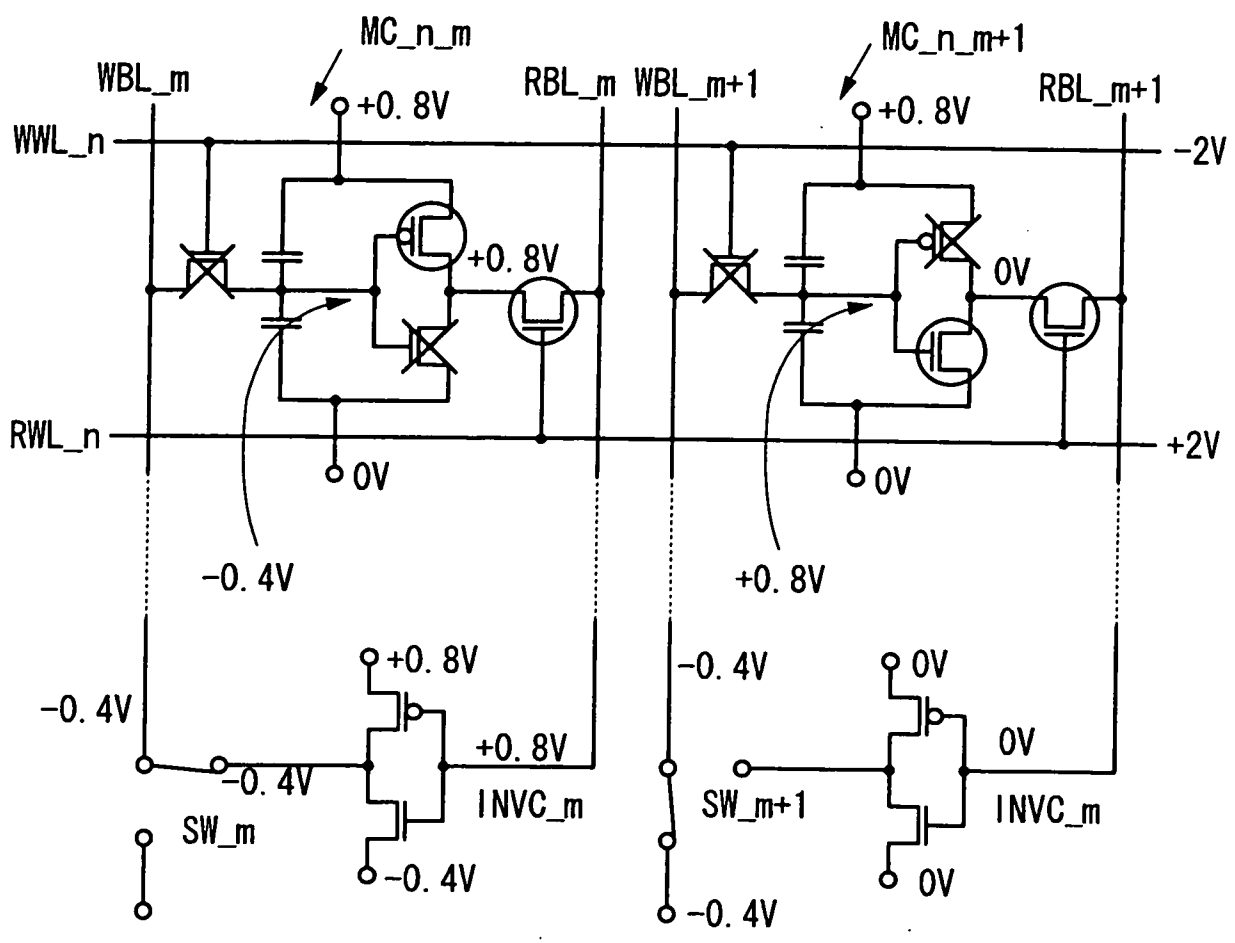 MC_n_m
MC_n_m+1
WBL_m
RBL_m
WBL_m+1
RBL_m+1
+0.8V
+0.8V
WWL_n
-2V
+0.8V
0V
RWL_n
+2V
0V
0V
-0.4V
+0.8V
+0.8V
-0.4V
0V
-0.4V
+0.8V
0V
-0.4V
INVC_m
SW_m+1
INVC_m
SW_m
-0.4V
0V
-0.4V